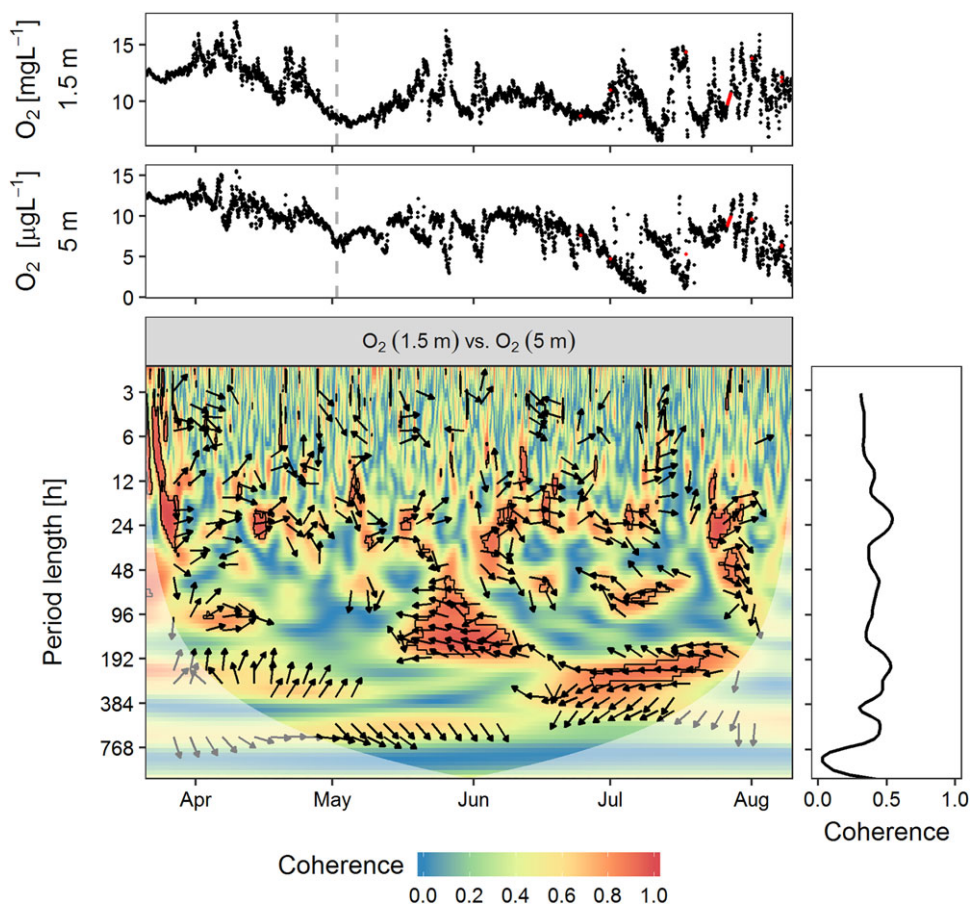 O₂ [mgL⁻¹]
1.5 m
15
10
O₂ [µgL⁻¹]
5 m
15
10
5
0
O₂ (1.5 m) vs. O₂ (5 m)
Period length [h]
3
6
12
24
48
96
192
384
768
Apr May Jun Jul Aug
0.0 0.5 1.0
Coherence
Coherence
0.0 0.2 0.4 0.6 0.8 1.0